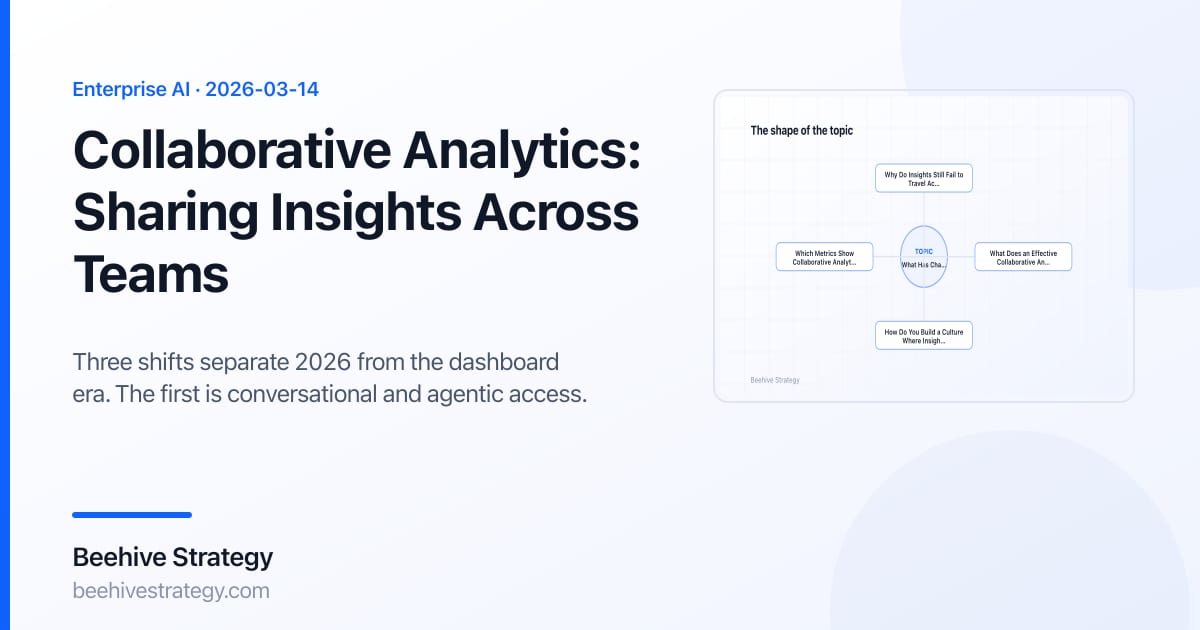 Enterprise AI · 2026-03-14
Collaborative Analytics:
Sharing Insights Across
Teams
Three shifts separate 2026 from the dashboard
era. The first is conversational and agentic access.
Beehive Strategy
beehivestrategy.com
The shape of the topic
Why Do Insights Still Fail to
Travel Ac...
Which Metrics Show
Collaborative Analyt...
TOPIC
What Has Cha...
What Does an Effective
Collaborative An...
How Do You Build a Culture
Where Insigh...
Beehive Strategy